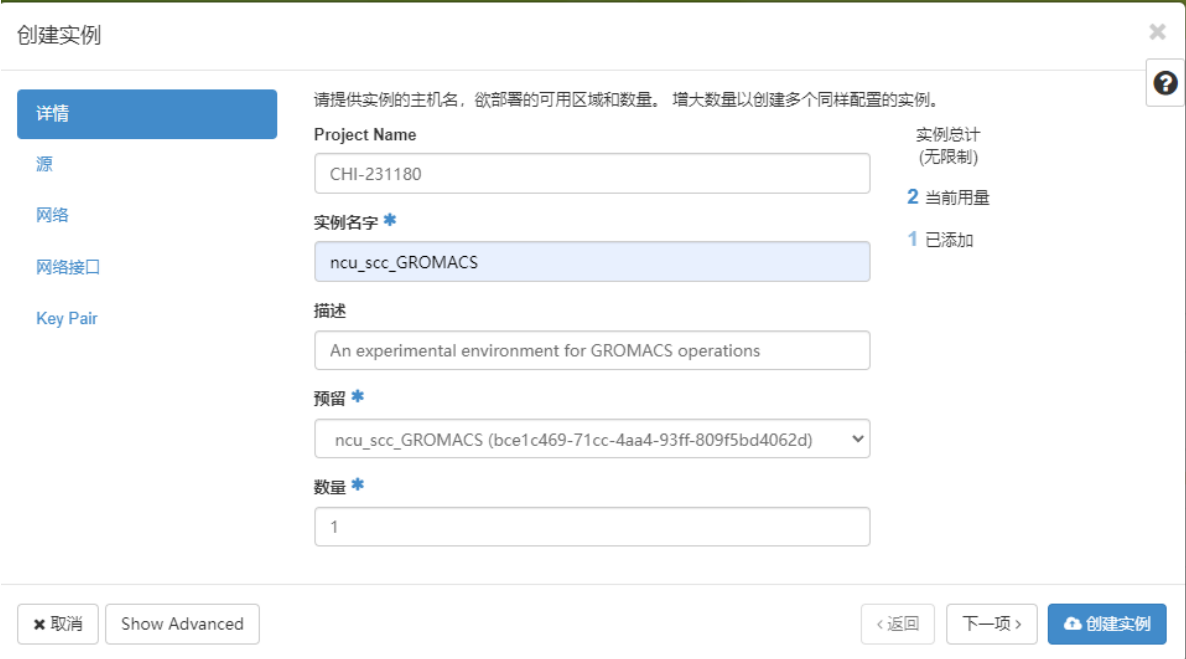 创建实例
×
详情
源
网络
网络接口
Key Pair
请提供实例的主机名，欲部署的可用区域和数量。 增大数量以创建多个同样配置的实例。
Project Name
CHI-231180
实例名字 *
ncu_scc_GROMACS
描述
An experimental environment for GROMACS operations
预留 *
ncu_scc_GROMACS (bce1c469-71cc-4aa4-93ff-809f5bd4062d)
数量 *
1
实例总计
(无限制)
2 当前用量
1 已添加
?
× 取消
Show Advanced
‹ 返回
下一项 ›
创建实例